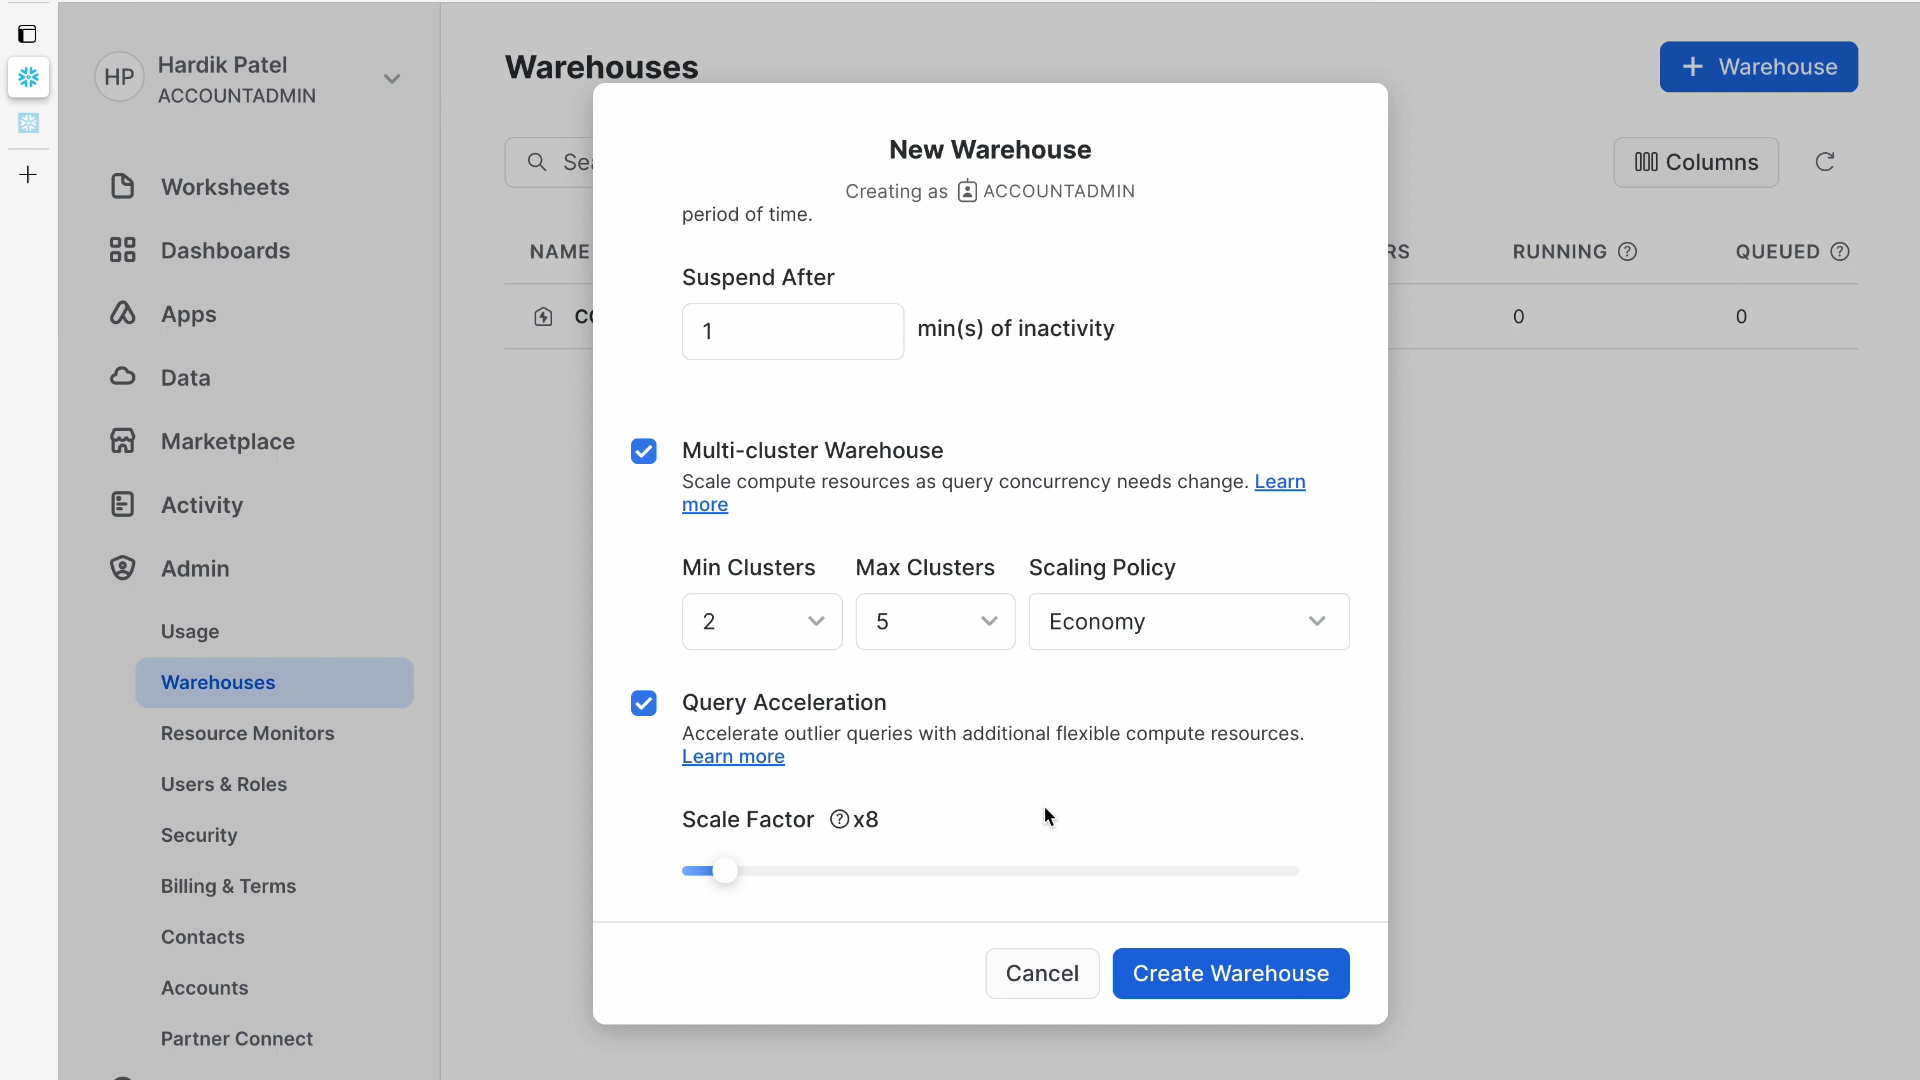 HP
Hardik Patel
ACCOUNTADMIN
Worksheets
Dashboards
Apps
Data
Marketplace
Activity
Admin
Usage
Warehouses
Resource Monitors
Users & Roles
Security
Billing & Terms
Contacts
Accounts
Partner Connect
Warehouses
+ Warehouse
Columns
NAME
RUNNING ?
QUEUED ?
0
0
New Warehouse
Creating as ACCOUNTADMIN
period of time.
Suspend After
1 min(s) of inactivity
Multi-cluster Warehouse
Scale compute resources as query concurrency needs change. Learn
more
Min Clusters Max Clusters Scaling Policy
2 5 Economy
Query Acceleration
Accelerate outlier queries with additional flexible compute resources.
Learn more
Scale Factor ? x8
Cancel Create Warehouse